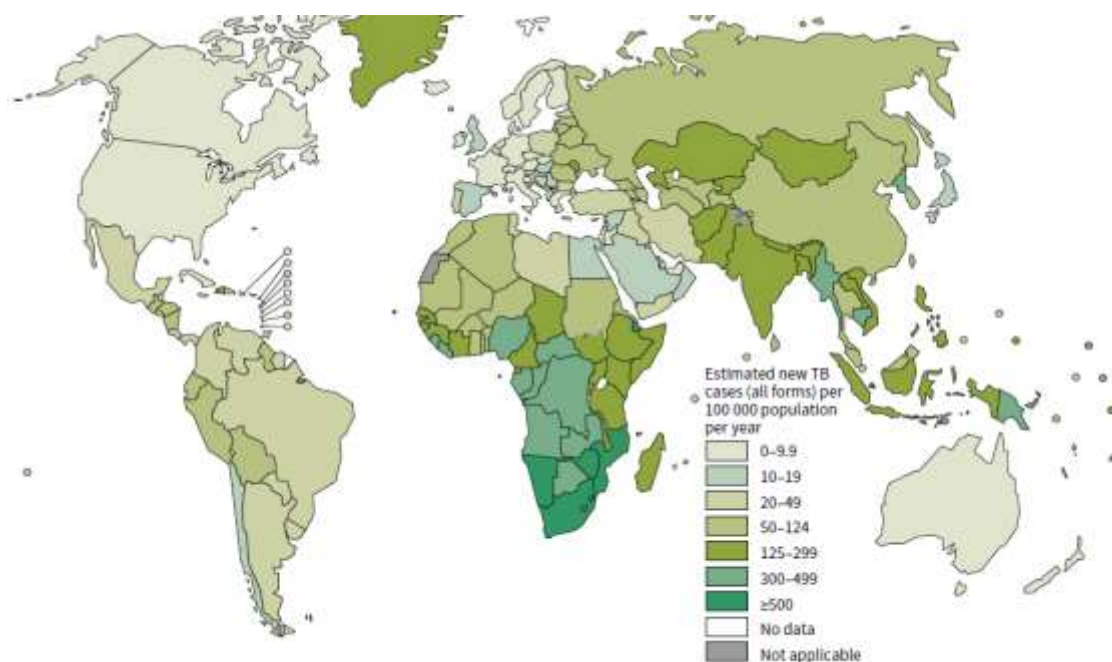 Estimated new TB
cases (all forms) per
100 000 population
per year
0–9.9
10–19
20–49
50–124
125–299
300–499
≥500
No data
Not applicable